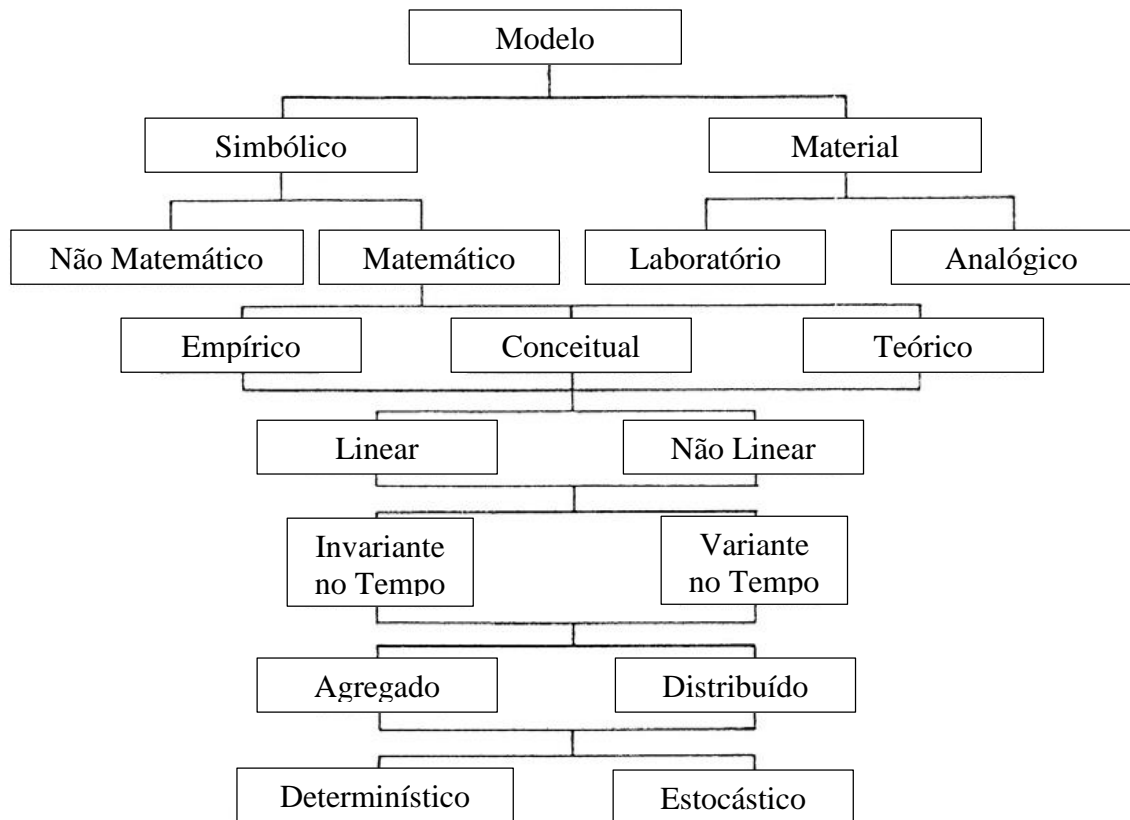 Modelo
Simbólico
Material
Não Matemático
Matemático
Laboratório
Analógico
Empírico
Conceitual
Teórico
Linear
Não Linear
Invariante
no Tempo
Variante
no Tempo
Agregado
Distribuído
Determinístico
Estocástico